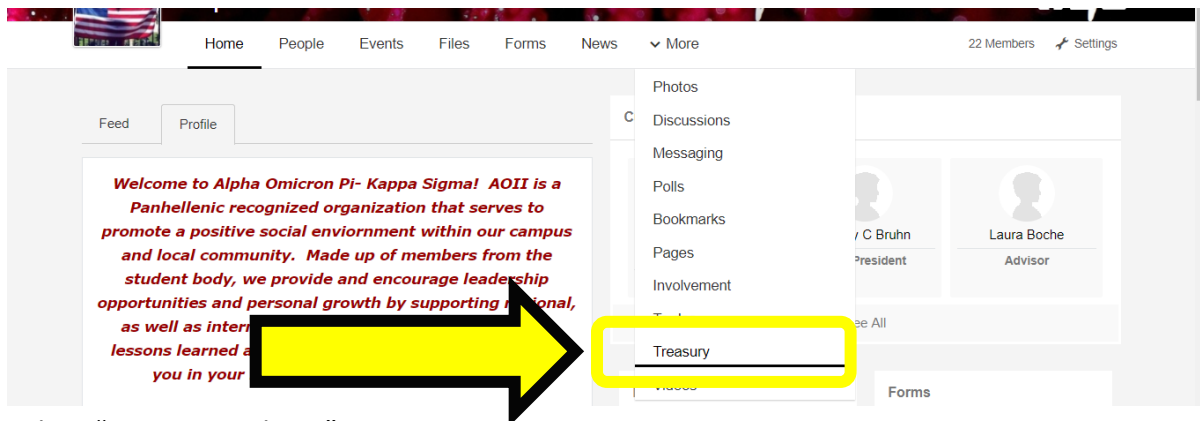 Home People Events Files Forms News More 22 Members Settings
Feed Profile
Welcome to Alpha Omicron Pi- Kappa Sigma! AOII is a
Panhellenic recognized organization that serves to
promote a positive social enviornment within our campus
and local community. Made up of members from the
student body, we provide and encourage leadership
opportunities and personal growth by supporting
as well as
lessons learned
you in your
Photos
Discussions
Messaging
Polls
Bookmarks
Pages
Involvement
Treasury
C Bruhn
President
Laura Boche
Advisor
All
Forms